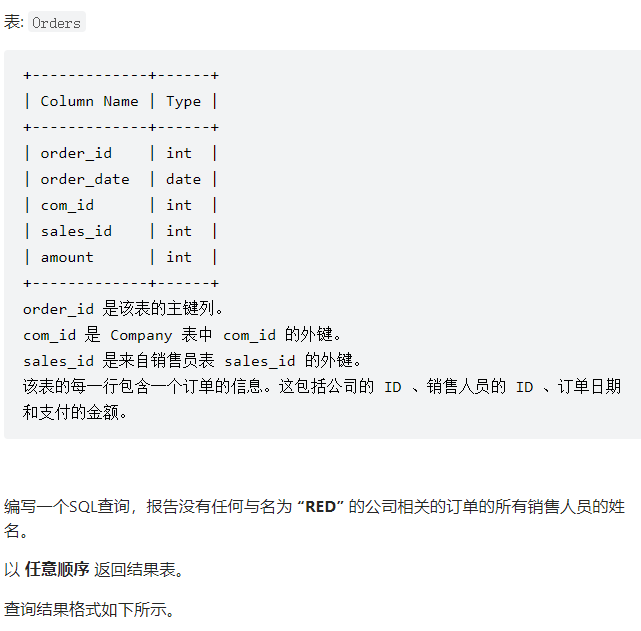 表: Orders
+-------------+------+
| Column Name | Type |
+-------------+------+
| order_id    | int  |
| order_date  | date |
| com_id      | int  |
| sales_id    | int  |
| amount      | int  |
+-------------+------+
order_id 是该表的主键列。
com_id 是 Company 表中 com_id 的外键。
sales_id 是来自销售员表 sales_id 的外键。
该表的每一行包含一个订单的信息。这包括公司的 ID 、销售人员的 ID 、订单日期
和支付的金额。
编写一个SQL查询，报告没有任何与名为 “RED” 的公司相关的订单的所有销售人员的姓
名。
以 任意顺序 返回结果表。
查询结果格式如下所示。